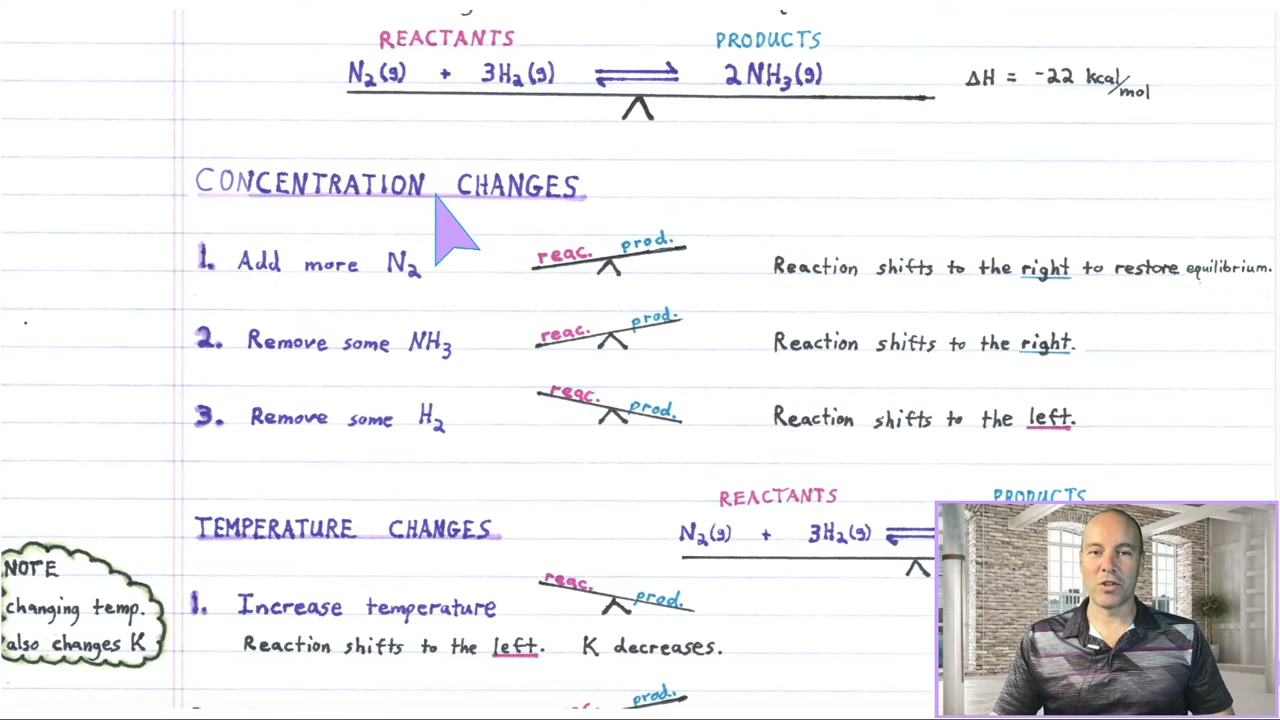 REACTANTS PRODUCTS
N₂(g) + 3H₂(g) ⇌ 2NH₃(g) ΔH = -22 kcal/mol
CONCENTRATION CHANGES
1. Add more N₂ reac. prod. Reaction shifts to the right to restore equilibrium.
2. Remove some NH₃ reac. prod. Reaction shifts to the right.
3. Remove some H₂ reac. prod. Reaction shifts to the left.
REACTANTS PRODUCTS
TEMPERATURE CHANGES N₂(g) + 3H₂(g) ⇌
NOTE
changing temp.
also changes K
1. Increase temperature reac. prod.
Reaction shifts to the left. K decreases.
prod.